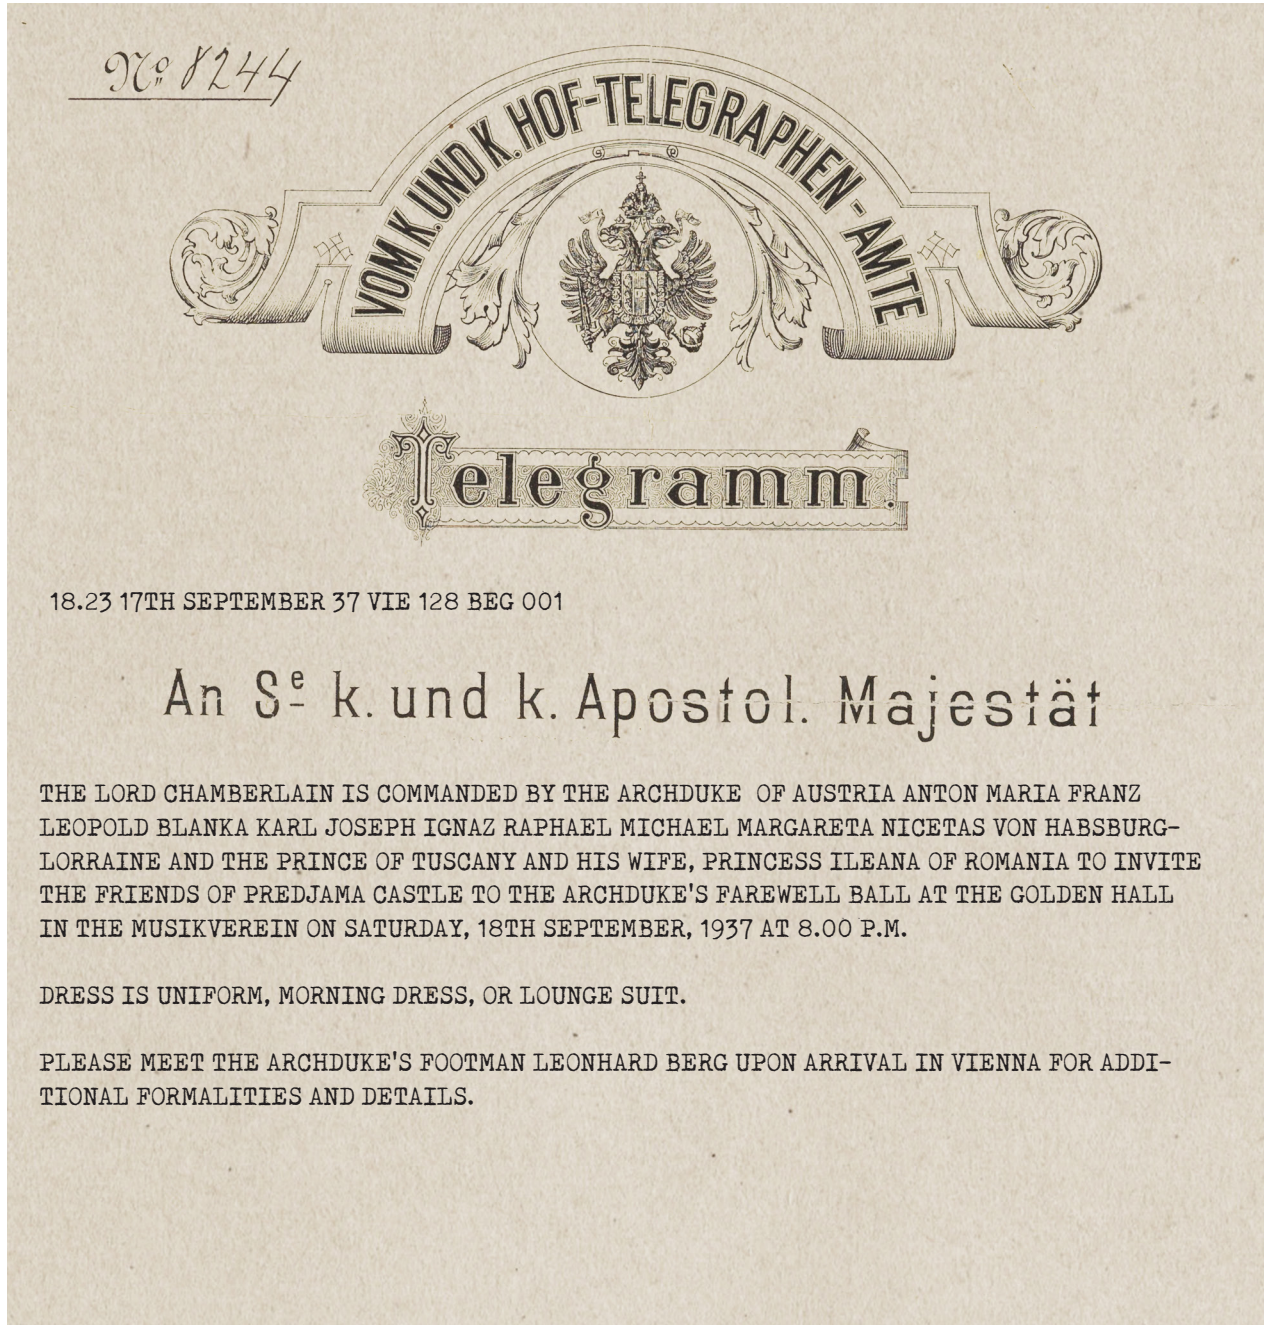 No 8244
VOM K. UND K. HOF-TELEGRAPHEN-AMTE
Telegramm.
18.23 17TH SEPTEMBER 37 VIE 128 BEG 001
An Se k. und k. Apostol. Majestät
THE LORD CHAMBERLAIN IS COMMANDED BY THE ARCHDUKE OF AUSTRIA ANTON MARIA FRANZ
LEOPOLD BLANKA KARL JOSEPH IGNAZ RAPHAEL MICHAEL MARGARETA NICETAS VON HABSBURG-
LORRAINE AND THE PRINCE OF TUSCANY AND HIS WIFE, PRINCESS ILEANA OF ROMANIA TO INVITE
THE FRIENDS OF PREDJAMA CASTLE TO THE ARCHDUKE'S FAREWELL BALL AT THE GOLDEN HALL
IN THE MUSIKVEREIN ON SATURDAY, 18TH SEPTEMBER, 1937 AT 8.00 P.M.
DRESS IS UNIFORM, MORNING DRESS, OR LOUNGE SUIT.
PLEASE MEET THE ARCHDUKE'S FOOTMAN LEONHARD BERG UPON ARRIVAL IN VIENNA FOR ADDI-
TIONAL FORMALITIES AND DETAILS.